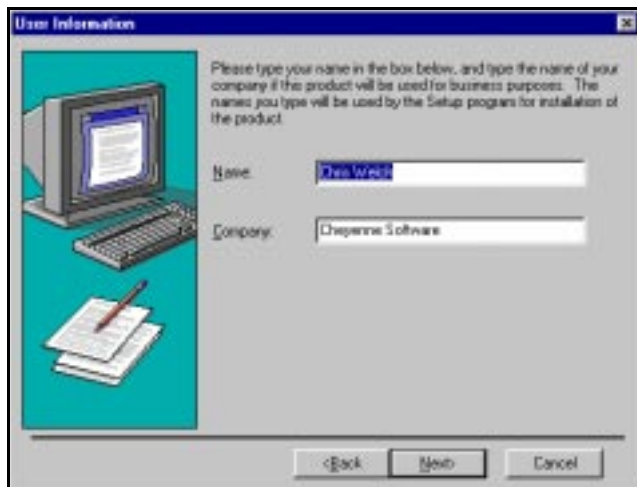 User Information
Please type your name in the box below, and type the name of your
company if this product will be used for business purposes. The
names you type will be used by the Setup program for installation of
the product.
Name:
Chris Welch
Company:
Cheyenne Software
<Back
Next>
Cancel